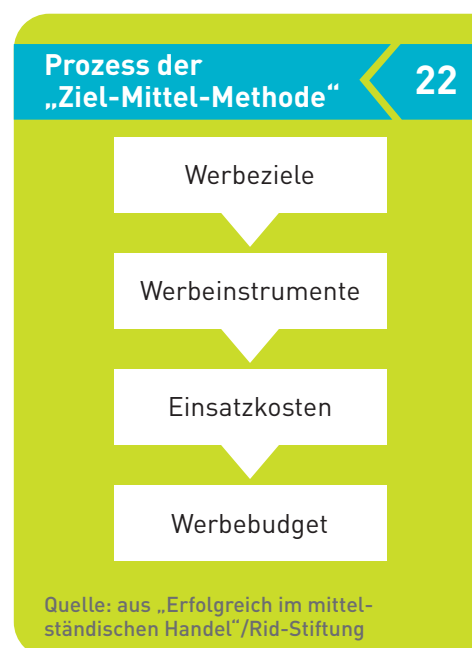 Prozess der
„Ziel-Mittel-Methode“
22
Werbeziele
Werbeinstrumente
Einsatzkosten
Werbebudget
Quelle: aus „Erfolgreich im mittel-
ständischen Handel“/Rid-Stiftung